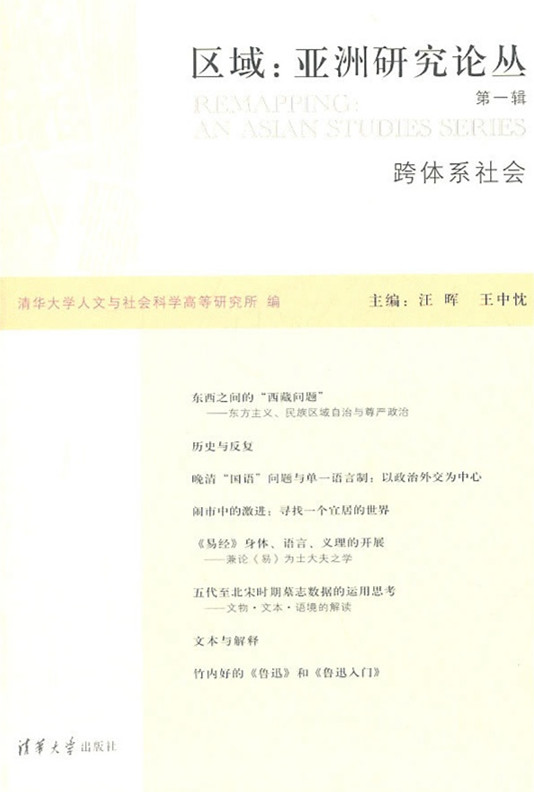 区域：亚洲研究论丛
第一辑
REMAPPING:
AN ASIAN STUDIES SERIES
跨体系社会
清华大学人文与社会科学高等研究所 编
主编：汪 晖 王中忱
东西之间的“西藏问题”
——东方主义、民族区域自治与尊严政治
历史与反复
晚清“国语”问题与单一语言制：以政治外交为中心
闹市中的激进：寻找一个宜居的世界
《易经》身体、语言、义理的开展
——兼论《易》为士大夫之学
五代至北宋时期墓志数据的运用思考
——文物·文本·语境的解读
文本与解释
竹内好的《鲁迅》和《鲁迅入门》
清华大学出版社